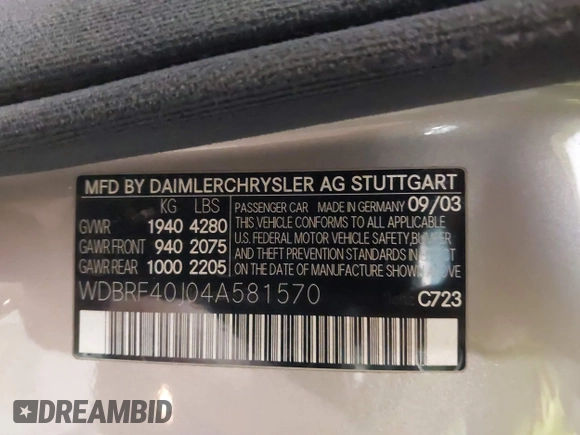 MFD BY DAIMLERCHRYSLER AG STUTTGART
KG LBS
GVWR 1940 4280
GAWR FRONT 940 2075
GAWR REAR 1000 2205
PASSENGER CAR MADE IN GERMANY 09/03
THIS VEHICLE CONFORMS TO ALL APPLICABLE
U.S. FEDERAL MOTOR VEHICLE SAFETY, BUMPER,
AND THEFT PREVENTION STANDARDS IN EFFECT
ON THE DATE OF MANUFACTURE SHOWN ABOVE.
WDBRF40J04A581570
C723
DREAMBID